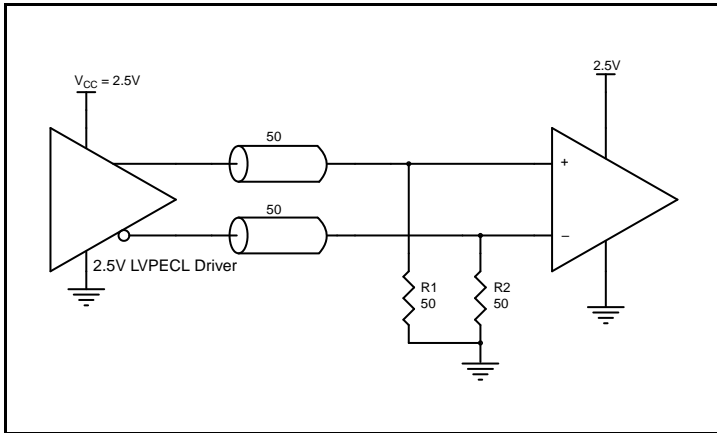 V_CC = 2.5V
2.5V
50
+
50
–
2.5V LVPECL Driver
R1
50
R2
50